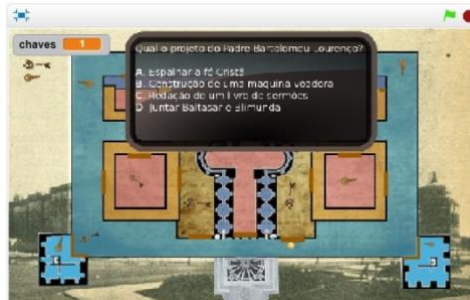 chaves 1
Qual o projeto do Padre Bartolomeu Lourenço?
A. Espalhar a fé Cristã
B. Construção de uma maquina voadora
C. Redação de um livro de sermões
D. Juntar Baltasar e Blimunda